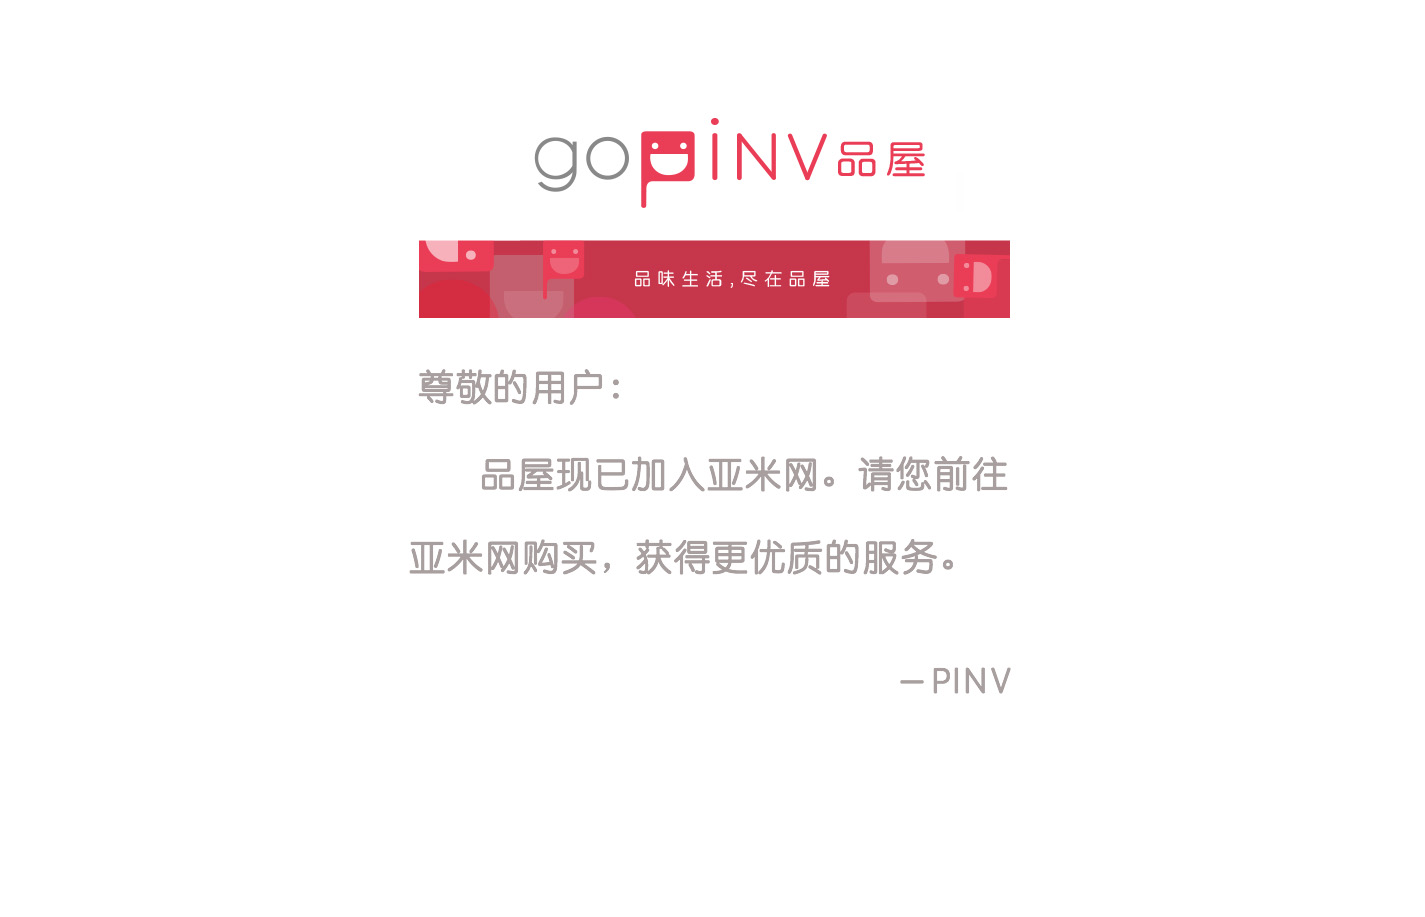 goPiNV品屋
品味生活,尽在品屋
尊敬的用户：
品屋现已加入亚米网。请您前往
亚米网购买，获得更优质的服务。
—PINV